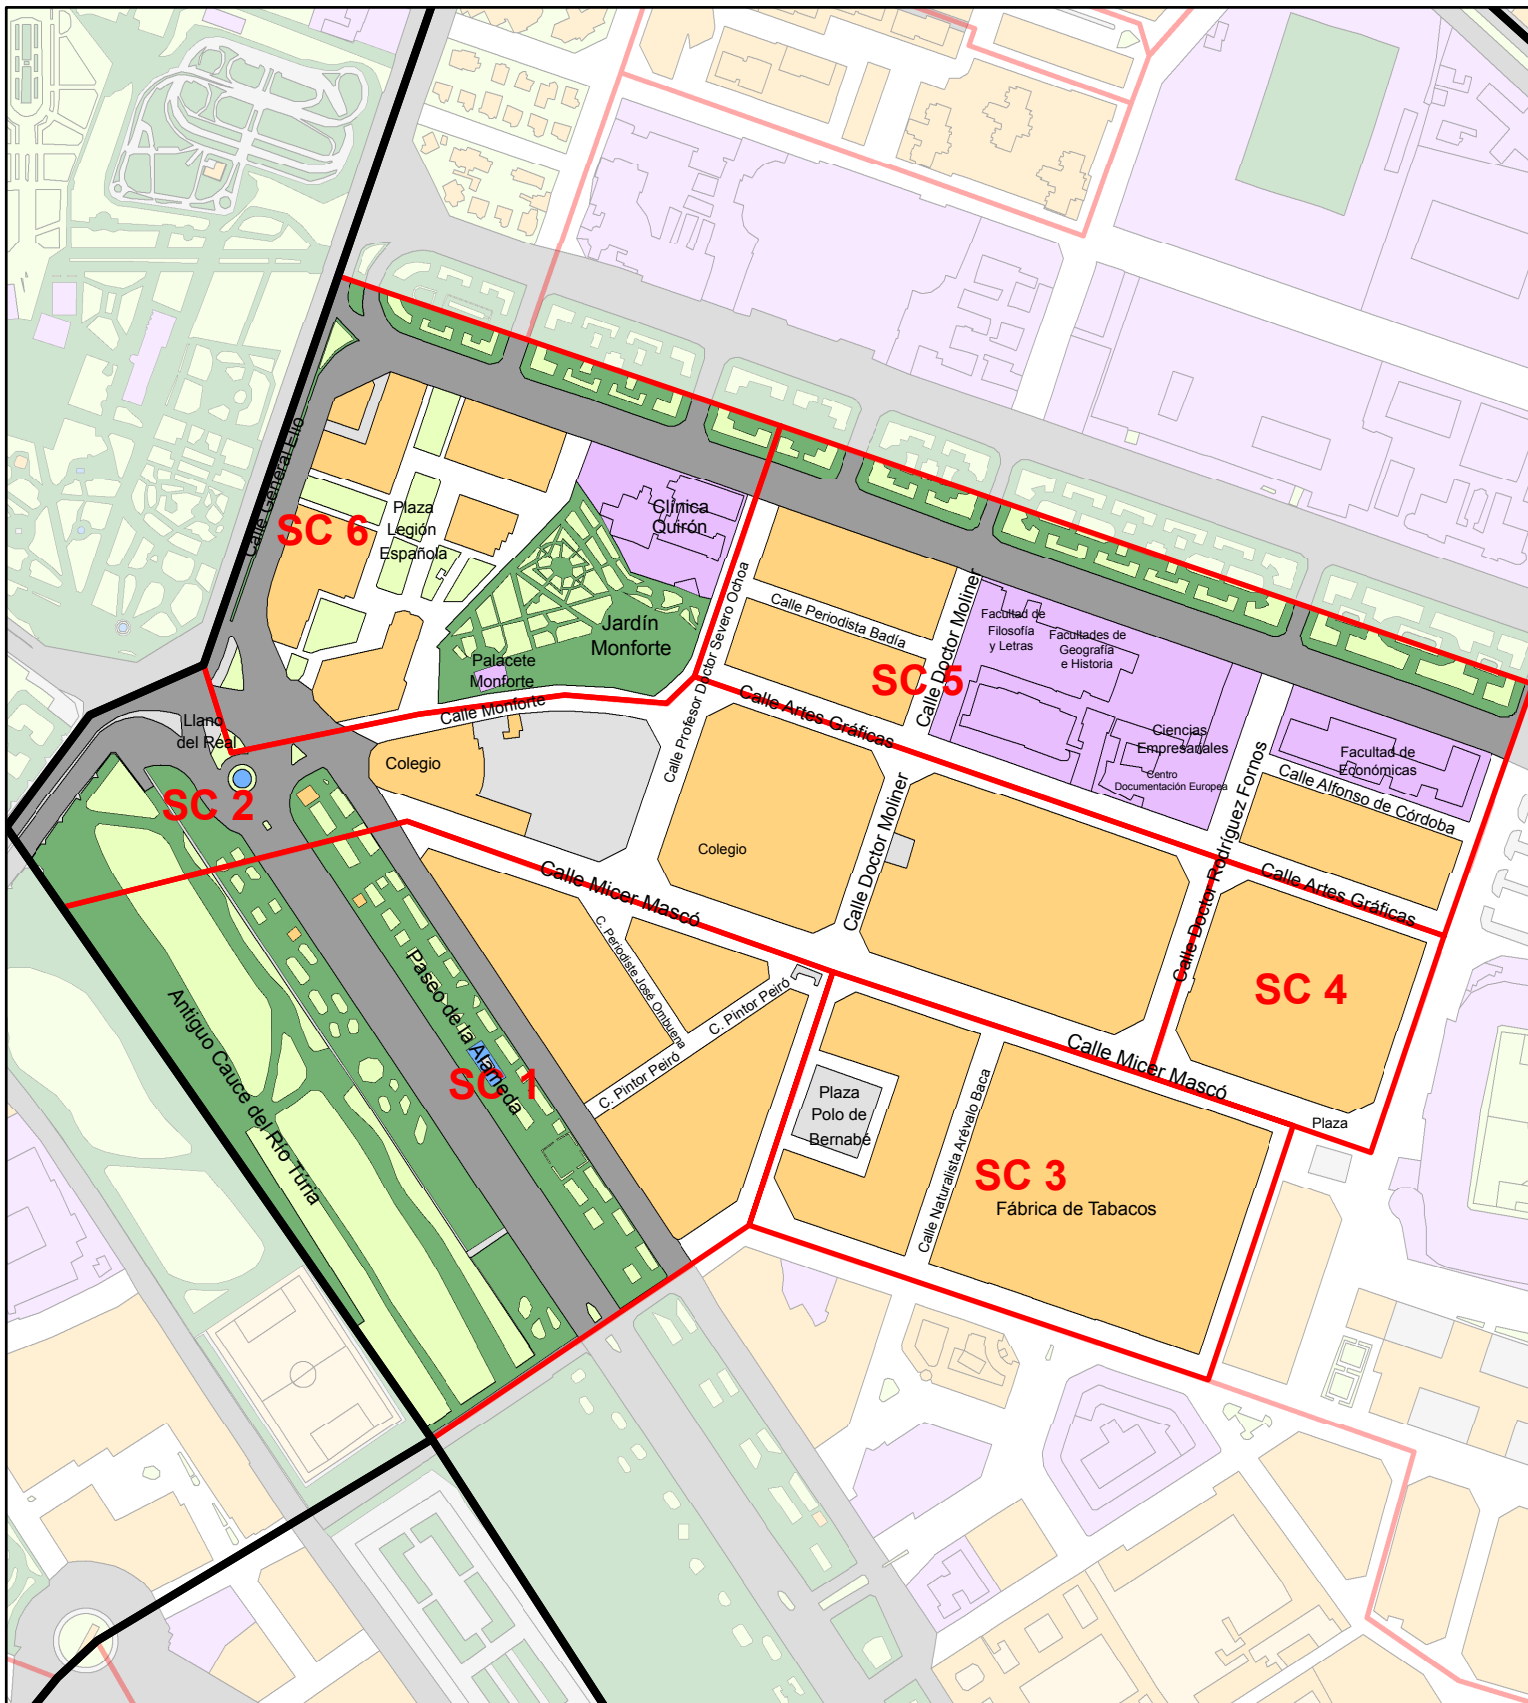 Calle General Elio
SC 6
Plaza
Legión
Española
Clínica
Quirón
Jardín
Monforte
Palacete
Monforte
Calle Monforte
Calle Profesor Doctor Severo Ochoa
Calle Periodista Badía
SC 5
Calle Doctor Moliner
Facultad de
Filosofía
y Letras
Facultades de
Geografía
e Historia
Calle Artes Gráficas
Ciencias
Empresariales
Centro
Documentación Europea
Facultad de
Económicas
Calle Alfonso de Córdoba
Calle Doctor Rodríguez Fornos
Calle Artes Gráficas
Llano
del Real
SC 2
Colegio
Colegio
Calle Doctor Moliner
Calle Micer Mascó
C. Periodiste José Ombuena
C. Pintor Peiró
C. Pintor Peiró
Paseo de la Alameda
SC 1
Antiguo Cauce del Río Turia
SC 4
Calle Micer Mascó
Plaza
Plaza
Polo de
Bernabé
Calle Naturalista Arévalo Baca
SC 3
Fábrica de Tabacos